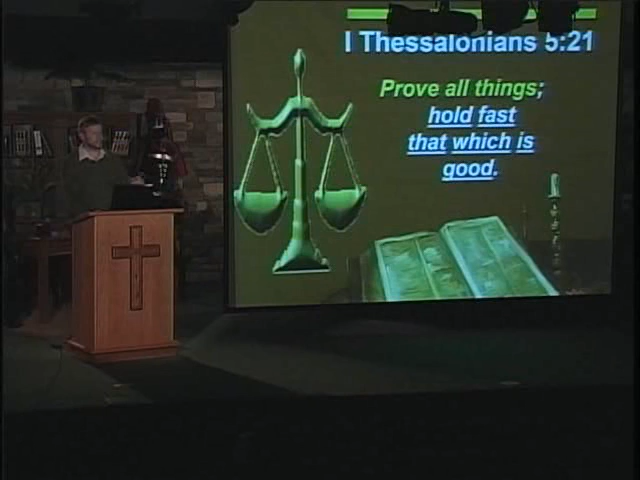 I Thessalonians 5:21
Prove all things;
hold fast
that which is
good.